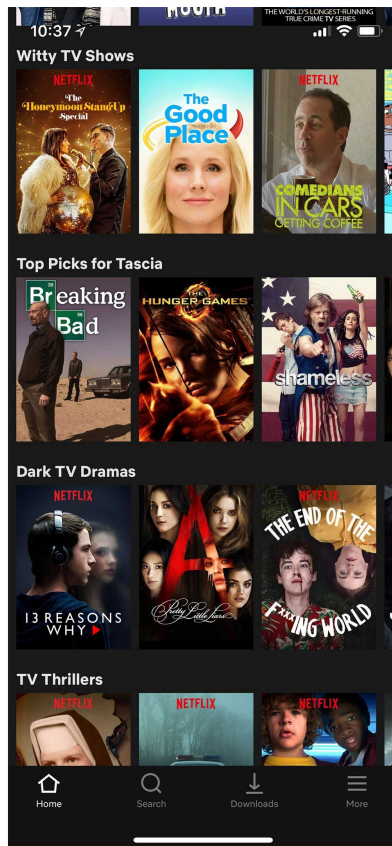 MOUTH
THE WORLD'S LONGEST-RUNNING
TRUE CRIME TV SERIES
10:37
Witty TV Shows
NETFLIX
The
Honeymoon Stand Up
Special
The
Good
Place
NETFLIX
COMEDIANS
IN CARS
GETTING COFFEE
Top Picks for Tascia
35
Breaking
56
Bad
THE
HUNGER GAMES
shameless
Dark TV Dramas
NETFLIX
13 REASONS
WHY
A
Pretty Little Liars
NETFLIX
THE END OF THE
F***ING WORLD
TV Thrillers
NETFLIX
NETFLIX
NETFLIX
Home
Search
Downloads
More